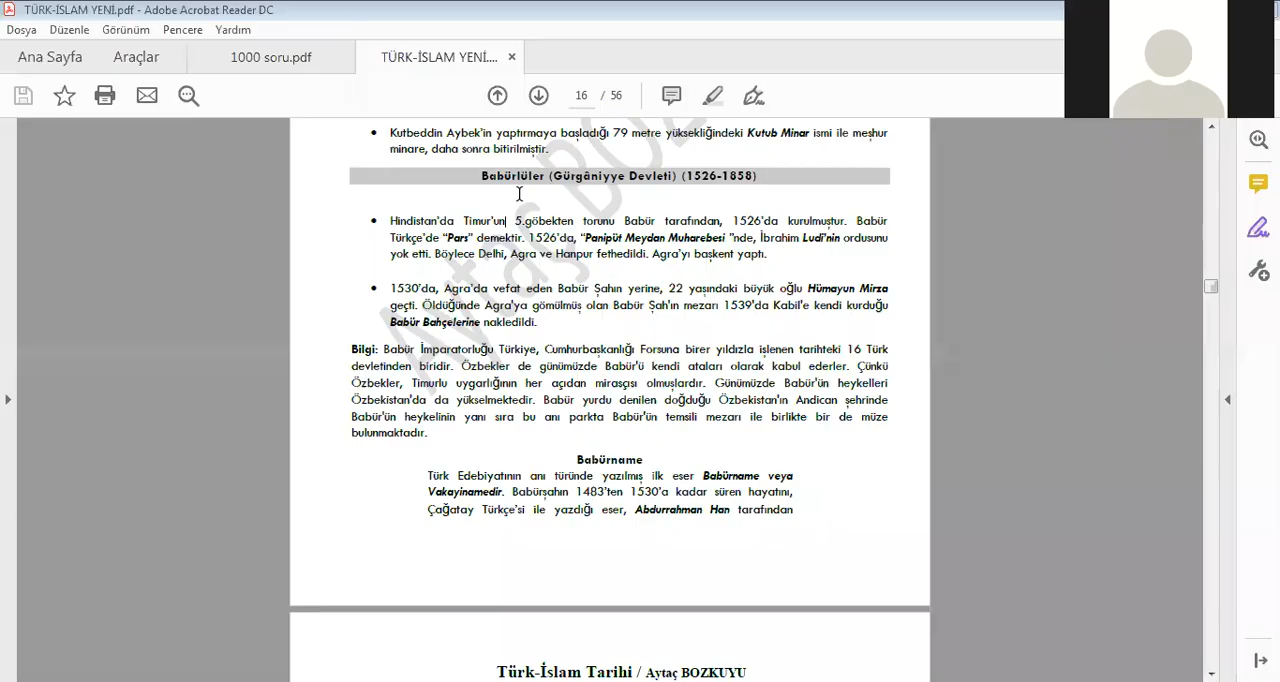 TÜRK-İSLAM YENİ.pdf - Adobe Acrobat Reader DC
Dosya Düzenle Görünüm Pencere Yardım
Ana Sayfa Araçlar 1000 soru.pdf TÜRK-İSLAM YENİ.... ×
16 / 56
• Kutbeddin Aybek'in yaptırmaya başladığı 79 metre yüksekliğindeki Kutub Minar ismi ile meşhur
minare, daha sonra bitirilmiştir.
Babürlüler (Gürgâniyye Devleti) (1526-1858)
• Hindistan'da Timur'un 5.göbekten torunu Babür tarafından, 1526'da kurulmuştur. Babür
Türkçe'de "Pars" demektir. 1526'da, "Panipüt Meydan Muharebesi "nde, İbrahim Ludi'nin ordusunu
yok etti. Böylece Delhi, Agra ve Hanpur fethedildi. Agra'yı başkent yaptı.
• 1530'da, Agra'da vefat eden Babür Şahın yerine, 22 yaşındaki büyük oğlu Hümayun Mirza
geçti. Öldüğünde Agra'ya gömülmüş olan Babür Şah'ın mezarı 1539'da Kabil'e kendi kurduğu
Babür Bahçelerine nakledildi.
Bilgi: Babür İmparatorluğu Türkiye, Cumhurbaşkanlığı Forsuna birer yıldızla işlenen tarihteki 16 Türk
devletinden biridir. Özbekler de günümüzde Babür'ü kendi ataları olarak kabul ederler. Çünkü
Özbekler, Timurlu uygarlığının her açıdan mirasçısı olmuşlardır. Günümüzde Babür'ün heykelleri
Özbekistan'da da yükselmektedir. Babür yurdu denilen doğduğu Özbekistan'ın Andican şehrinde
Babür'ün heykelinin yanı sıra bu anı parkta Babür'ün temsili mezarı ile birlikte bir de müze
bulunmaktadır.
Babürname
Türk Edebiyatının anı türünde yazılmış ilk eser Babürname veya
Vakayinamedir. Babürşahın 1483'ten 1530'a kadar süren hayatını,
Çağatay Türkçe'si ile yazdığı eser, Abdurrahman Han tarafından
Türk-İslam Tarihi / Aytaç BOZKUYU